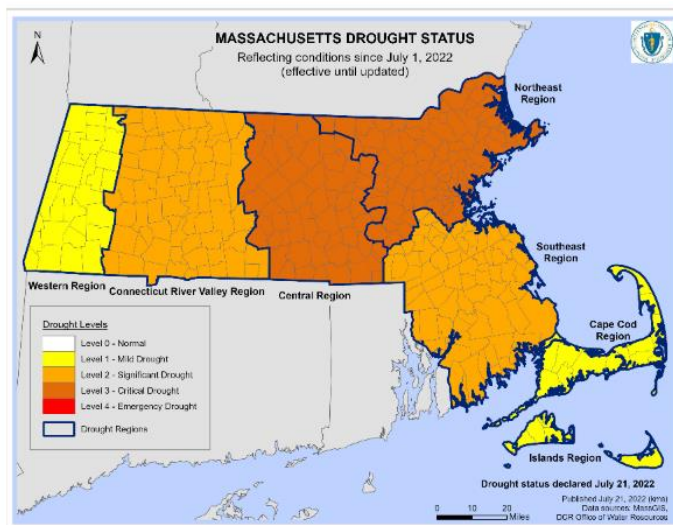 MASSACHUSETTS DROUGHT STATUS
Reflecting conditions since July 1, 2022
(effective until updated)
N
Northeast
Region
Southeast
Region
Western Region
Connecticut River Valley Region
Central Region
Cape Cod
Region
Drought Levels
Level 0 - Normal
Level 1 - Mild Drought
Level 2 - Significant Drought
Level 3 - Critical Drought
Level 4 - Emergency Drought
Drought Regions
Islands Region
Drought status declared July 21, 2022
Published July 21, 2022 (kms)
Data sources: MassGIS,
DCR Office of Water Resources
0 10 20
Miles